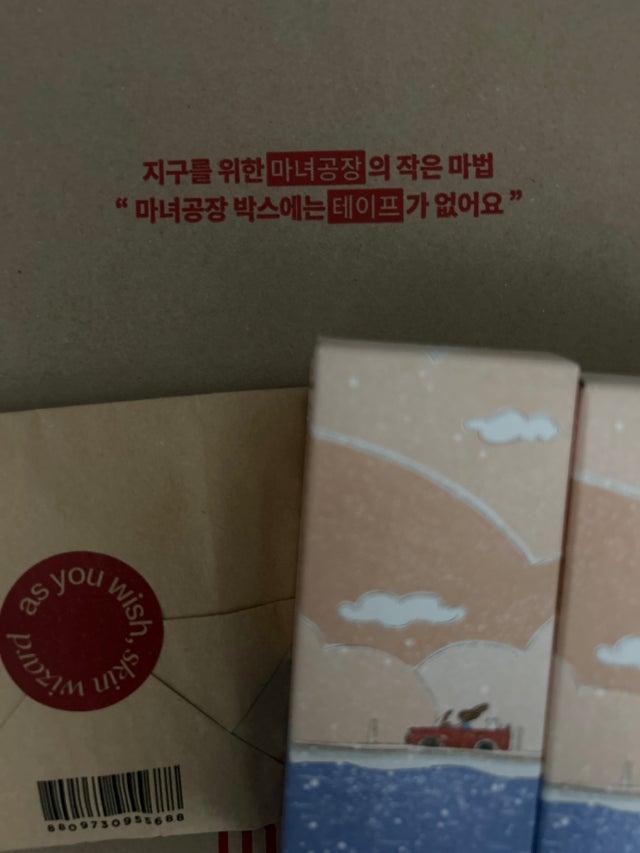 지구를 위한 마녀공장의 작은 마법
“ 마녀공장 박스에는 테이프가 없어요 ”
as you wish, skin wizard
8809730955688